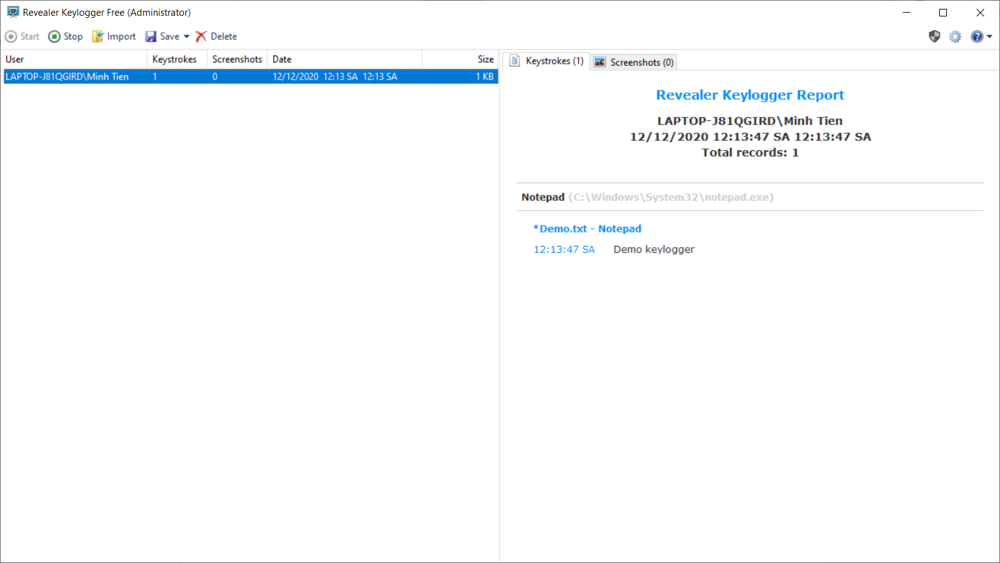 Revealer Keylogger Free (Administrator)
Start Stop Import Save Delete
User Keystrokes Screenshots Date Size
LAPTOP-J81QGIRD\Minh Tien 1 0 12/12/2020 12:13 SA 12:13 SA 1 KB
Keystrokes (1) Screenshots (0)
Revealer Keylogger Report
LAPTOP-J81QGIRD\Minh Tien
12/12/2020 12:13:47 SA 12:13:47 SA
Total records: 1
Notepad (C:\Windows\System32\notepad.exe)
*Demo.txt - Notepad
12:13:47 SA Demo keylogger